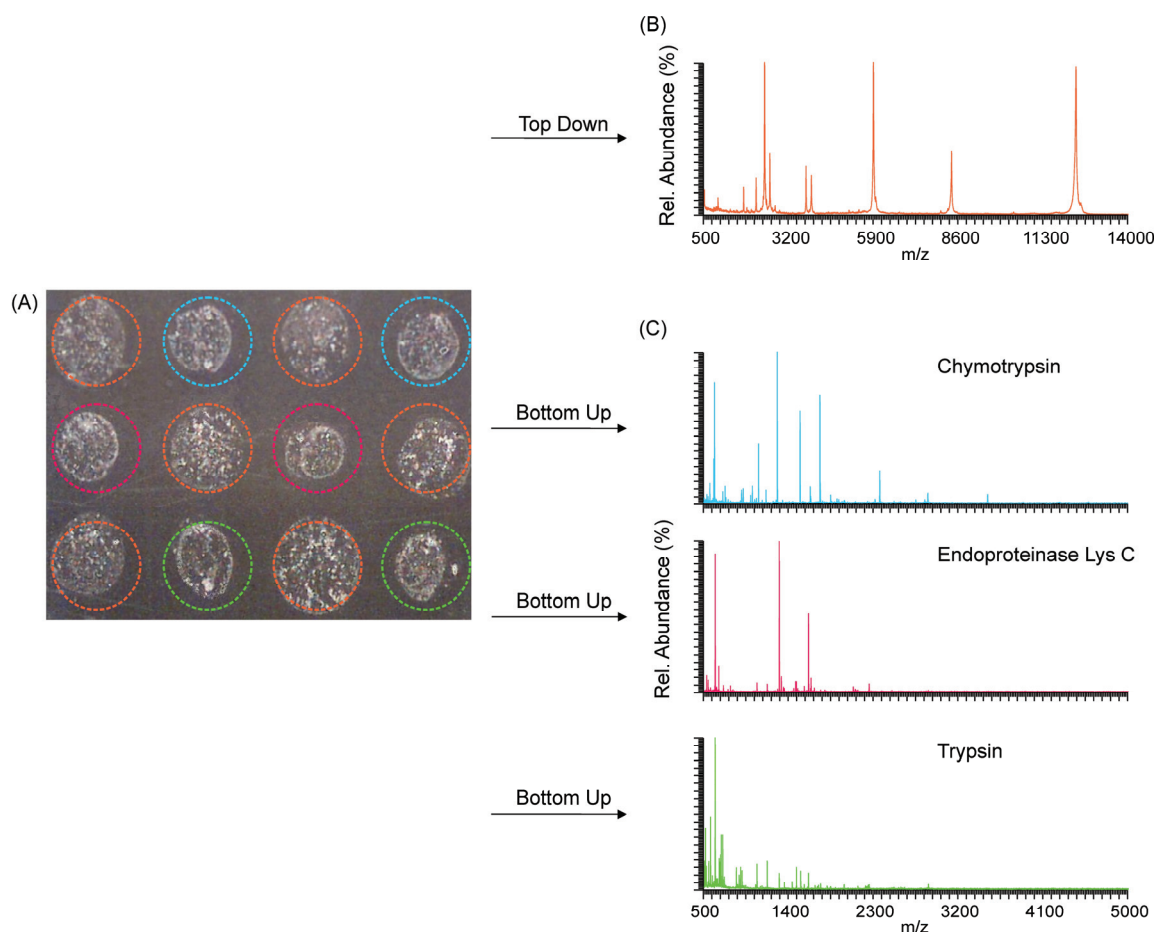 (B)
Rel. Abundance (%)
Top Down
500 3200 5900 8600 11300 14000
m/z
(A)
(C)
Chymotrypsin
Bottom Up
Rel. Abundance (%)
Endoproteinase Lys C
Bottom Up
Trypsin
Bottom Up
500 1400 2300 3200 4100 5000
m/z